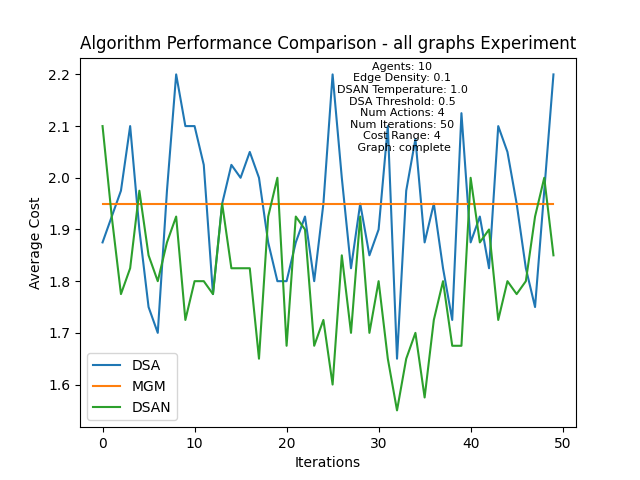 Algorithm Performance Comparison - all graphs Experiment
Agents: 10
Edge Density: 0.1
DSAN Temperature: 1.0
DSA Threshold: 0.5
Num Actions: 4
Num Iterations: 50
Cost Range: 4
Graph: complete
2.2
2.1
2.0
1.9
1.8
1.7
1.6
Average Cost
DSA
MGM
DSAN
0 10 20 30 40 50
Iterations